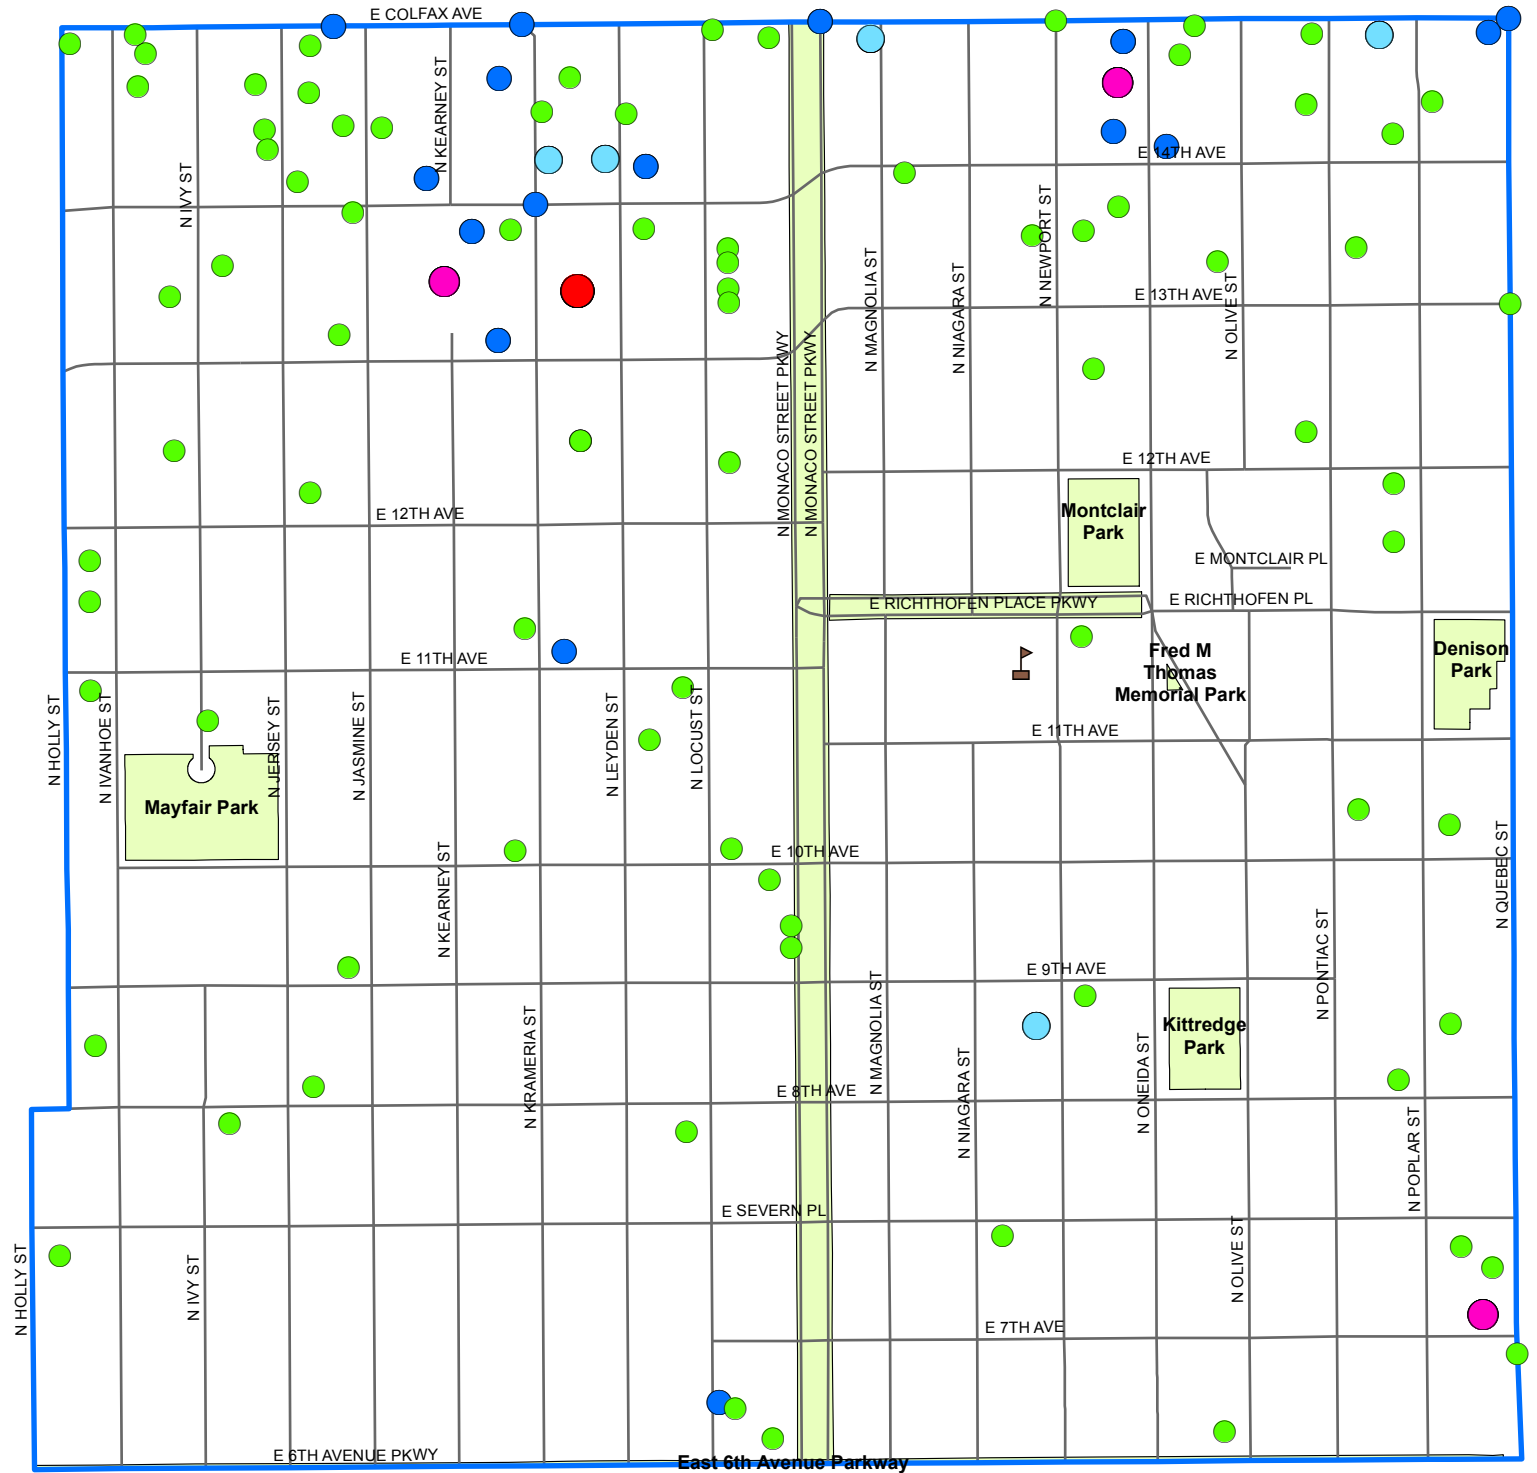 E COLFAX AVE
N KEARNEY ST
N IVY ST
E 14TH AVE
N NEWPORT ST
N MAGNOLIA ST
N NIAGARA ST
N OLIVE ST
E 13TH AVE
N MONACO STREET PKWY
N MONACO STREET PKWY
E 12TH AVE
E 12TH AVE
Montclair
Park
E MONTCLAIR PL
E RICHTHOFEN PLACE PKWY
E RICHTHOFEN PL
Fred M
Thomas
Memorial Park
Denison
Park
E 11TH AVE
E 11TH AVE
N HOLLY ST
N IVANHOE ST
N JERSEY ST
N JASMINE ST
N LEYDEN ST
N LOCUST ST
Mayfair Park
E 10TH AVE
N KEARNEY ST
N QUEBEC ST
N PONTIAC ST
E 9TH AVE
N MAGNOLIA ST
Kittredge
Park
N KRAMERIA ST
N NIAGARA ST
N ONEIDA ST
E 8TH AVE
N POPLAR ST
E SEVERN PL
N HOLLY ST
N IVY ST
N OLIVE ST
E 7TH AVE
E 6TH AVENUE PKWY
East 6th Avenue Parkway